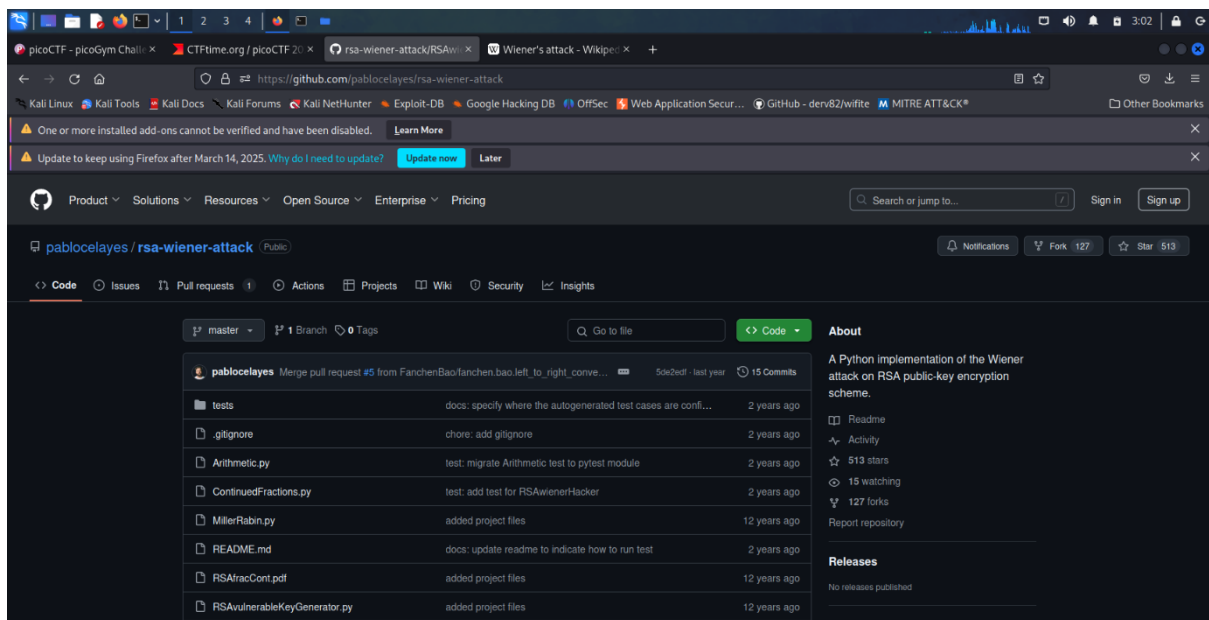 1 2 3 4 3:02
picoCTF - picoGym Challe CTFtime.org / picoCTF 20 rsa-wiener-attack/RSAwi Wiener's attack - Wikiped
https://github.com/pablocelayes/rsa-wiener-attack
Kali Linux Kali Tools Kali Docs Kali Forums Kali NetHunter Exploit-DB Google Hacking DB OffSec Web Application Secur... GitHub - derv82/wifite MITRE ATT&CK® Other Bookmarks
One or more installed add-ons cannot be verified and have been disabled. Learn More
Update to keep using Firefox after March 14, 2025. Why do I need to update? Update now Later
Product Solutions Resources Open Source Enterprise Pricing Search or jump to... / Sign in Sign up
pablocelayes / rsa-wiener-attack Public Notifications Fork 127 Star 513
Code Issues Pull requests 1 Actions Projects Wiki Security Insights
master 1 Branch 0 Tags Go to file Code About
A Python implementation of the Wiener
attack on RSA public-key encryption
scheme.
pablocelayes Merge pull request #5 from FanchenBao/fanchen.bao.left_to_right_conve... 5de2edf · last year 15 Commits
tests docs: specify where the autogenerated test cases are confi... 2 years ago
.gitignore chore: add gitignore 2 years ago
Arithmetic.py test: migrate Arithmetic test to pytest module 2 years ago
ContinuedFractions.py test: add test for RSAwienerHacker 2 years ago
MillerRabin.py added project files 12 years ago
README.md docs: update readme to indicate how to run test 2 years ago
RSAfracCont.pdf added project files 12 years ago
RSAvulnerableKeyGenerator.py added project files 12 years ago
Readme
Activity
513 stars
15 watching
127 forks
Report repository
Releases
No releases published